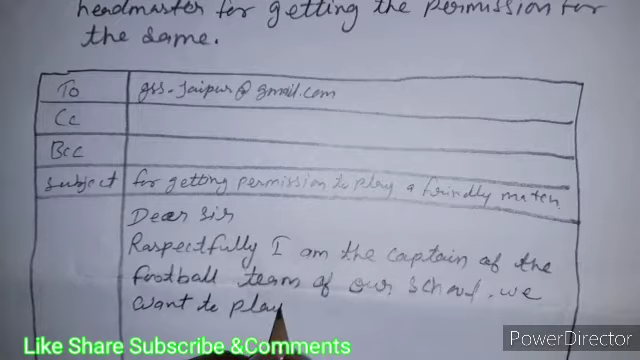 headmaster for getting the permission for
the same.
To gss-jaipur@gmail.com
Cc
Bcc
Subject for getting permission to play a frindly match.
Dear Sir
Raspectfully I am the captain of the
football team of our school. we
want to play
Like Share Subscribe &Comments
PowerDirector